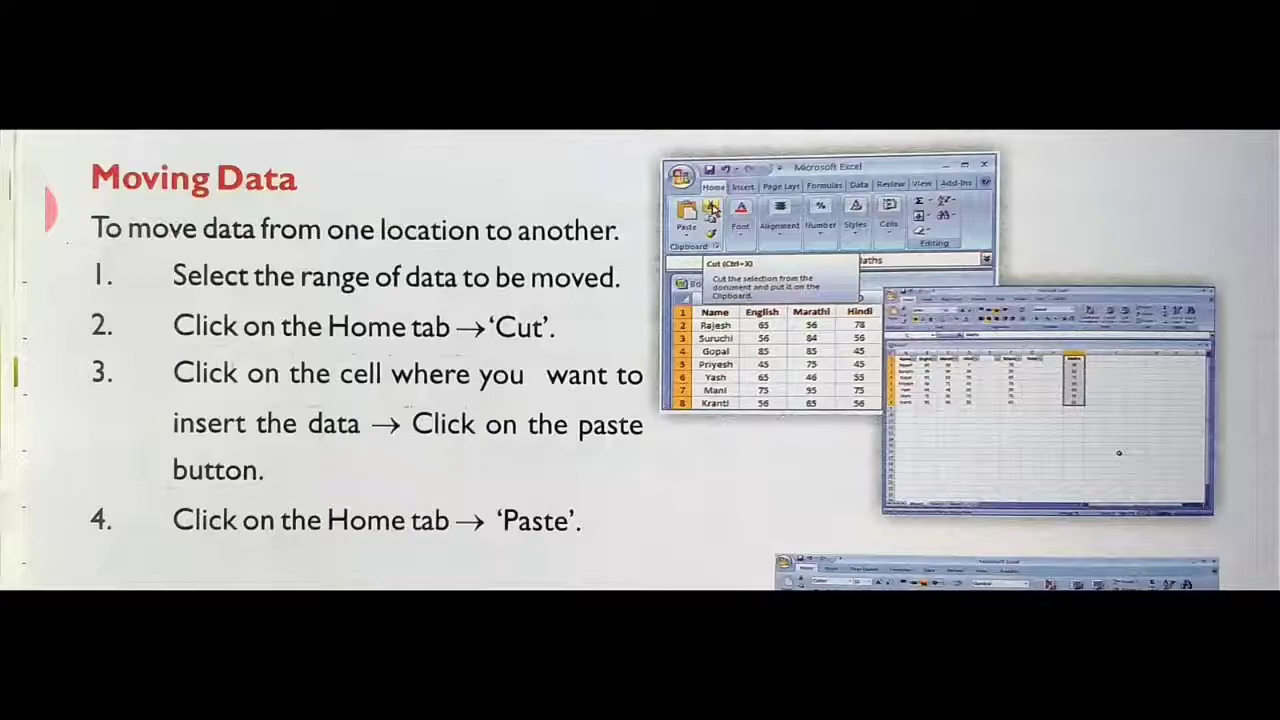 Moving Data
To move data from one location to another.
1. Select the range of data to be moved.
2. Click on the Home tab → ‘Cut’.
3. Click on the cell where you want to
insert the data → Click on the paste
button.
4. Click on the Home tab → ‘Paste’.
Microsoft Excel
Home Insert Page Layt Formulas Data Review View Add-Ins
Paste Font Alignment Number Styles Cells
Clipboard Editing
Cut (Ctrl+X)
Cut the selection from the
document and put it on the
Clipboard.
1 Name English Marathi Hindi
2 Rajesh 65 56 78
3 Suruchi 56 84 56
4 Gopal 85 85 45
5 Priyesh 45 75 45
6 Yash 65 46 55
7 Mani 75 95 75
8 Kranti 56 65 56